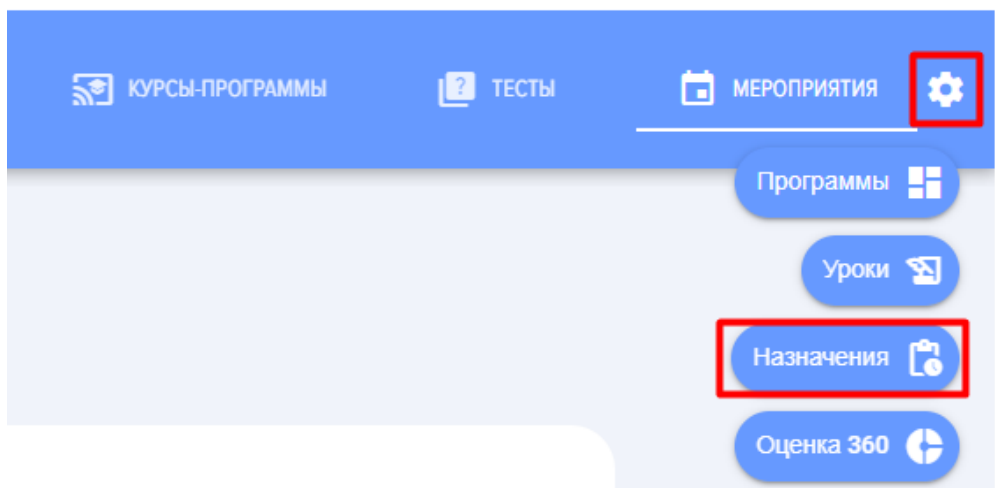 КУРСЫ-ПРОГРАММЫ ТЕСТЫ МЕРОПРИЯТИЯ
Программы
Уроки
Назначения
Оценка 360